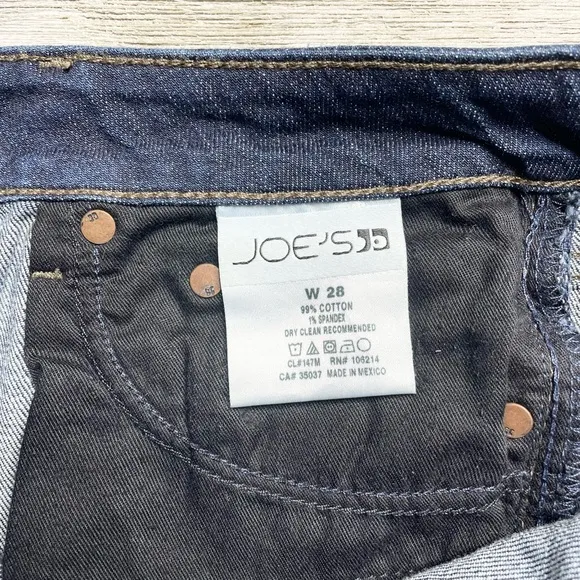 JOE'S
W 28
99% COTTON
1% SPANDEX
DRY CLEAN RECOMMENDED
CL#147M RN# 106214
CA# 35037 MADE IN MEXICO